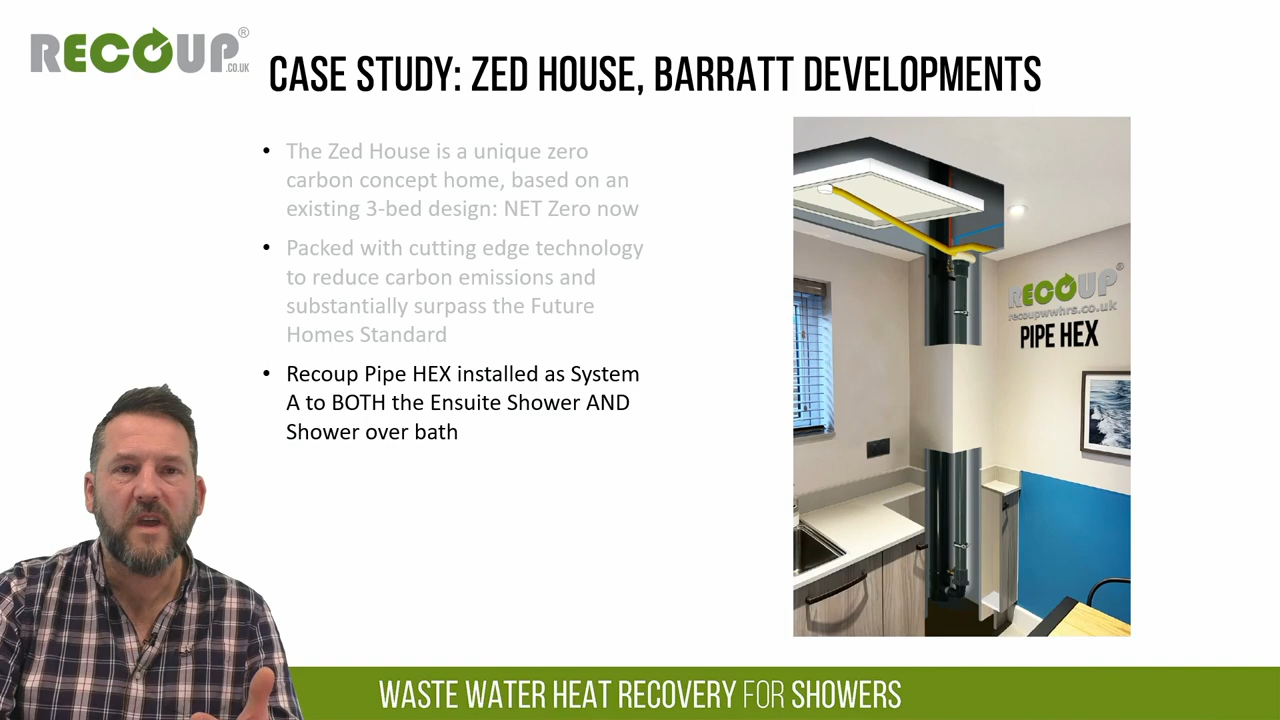 RECOUP®
.CO.UK
CASE STUDY: ZED HOUSE, BARRATT DEVELOPMENTS
• The Zed House is a unique zero
carbon concept home, based on an
existing 3-bed design: NET Zero now
• Packed with cutting edge technology
to reduce carbon emissions and
substantially surpass the Future
Homes Standard
• Recoup Pipe HEX installed as System
A to BOTH the Ensuite Shower AND
Shower over bath
RECOUP®
recoupwwhrs.co.uk
PIPE HEX
WASTE WATER HEAT RECOVERY FOR SHOWERS